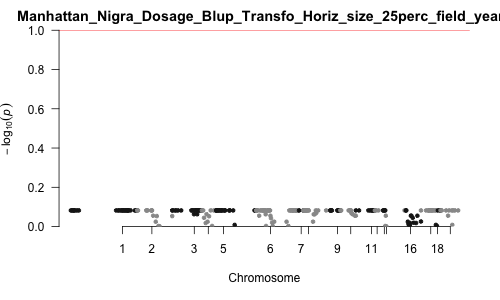 Manhattan_Nigra_Dosage_Blup_Transfo_Horiz_size_25perc_field_year
1.0
0.8
0.6
0.4
0.2
0.0
− log10(p)
1 2 3 5 6 7 9 11 16 18
Chromosome